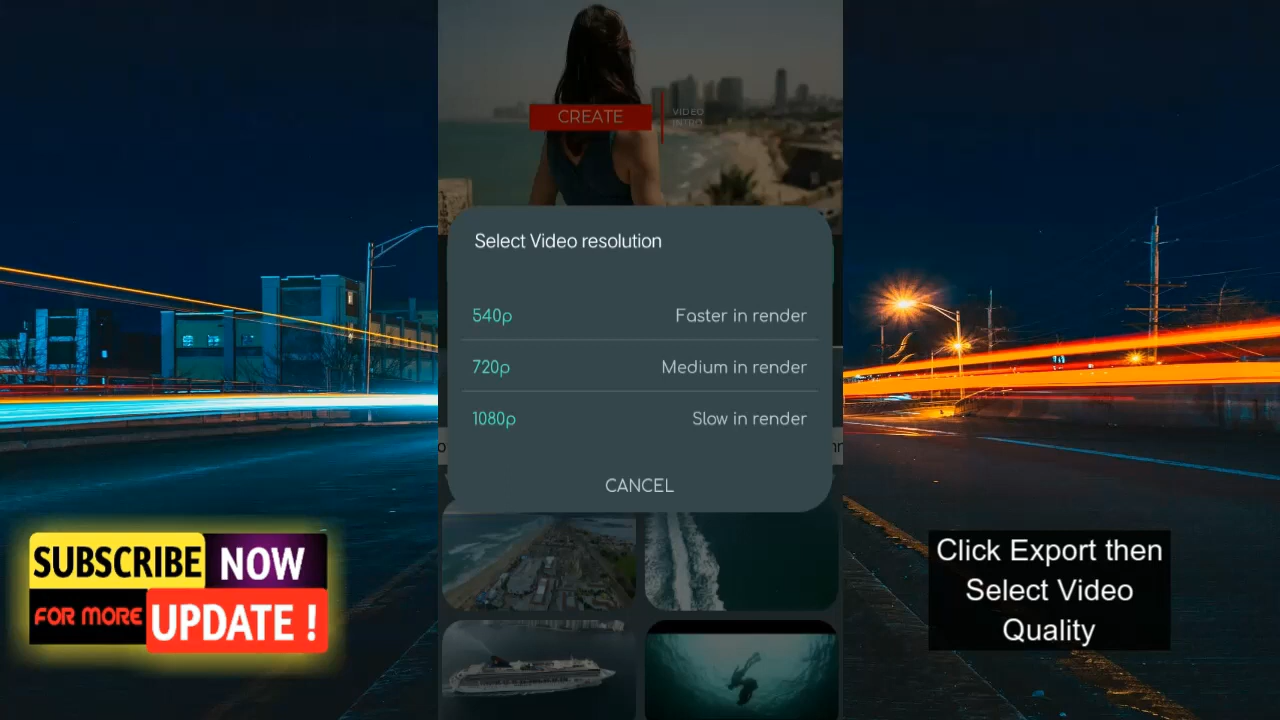 CREATE
VIDEO
INTRO
Select Video resolution
540p Faster in render
720p Medium in render
1080p Slow in render
CANCEL
SUBSCRIBE NOW
FOR MORE UPDATE !
Click Export then
Select Video
Quality